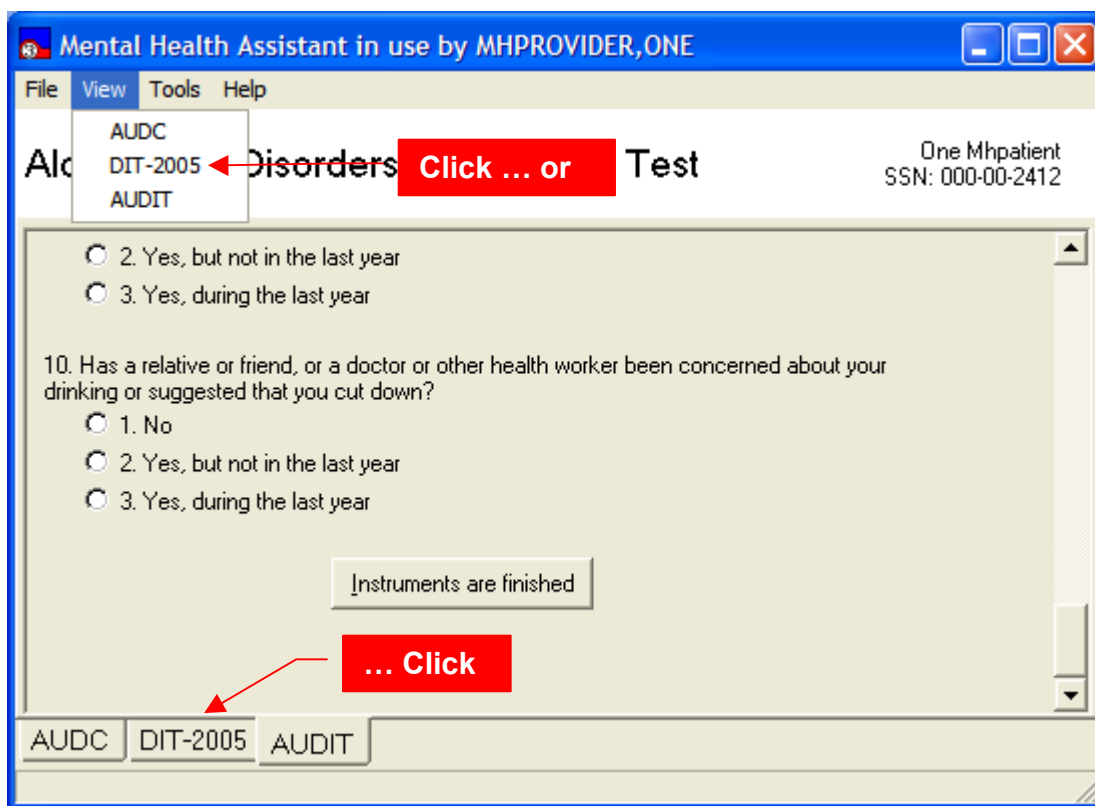 Mental Health Assistant in use by MHPROVIDER,ONE
File View Tools Help
AUDC
DIT-2005
AUDIT
Disorders
Click … or
Test
One Mhpatient
SSN: 000-00-2412
2. Yes, but not in the last year
3. Yes, during the last year
10. Has a relative or friend, or a doctor or other health worker been concerned about your
drinking or suggested that you cut down?
1. No
2. Yes, but not in the last year
3. Yes, during the last year
Instruments are finished
… Click
AUDC DIT-2005 AUDIT